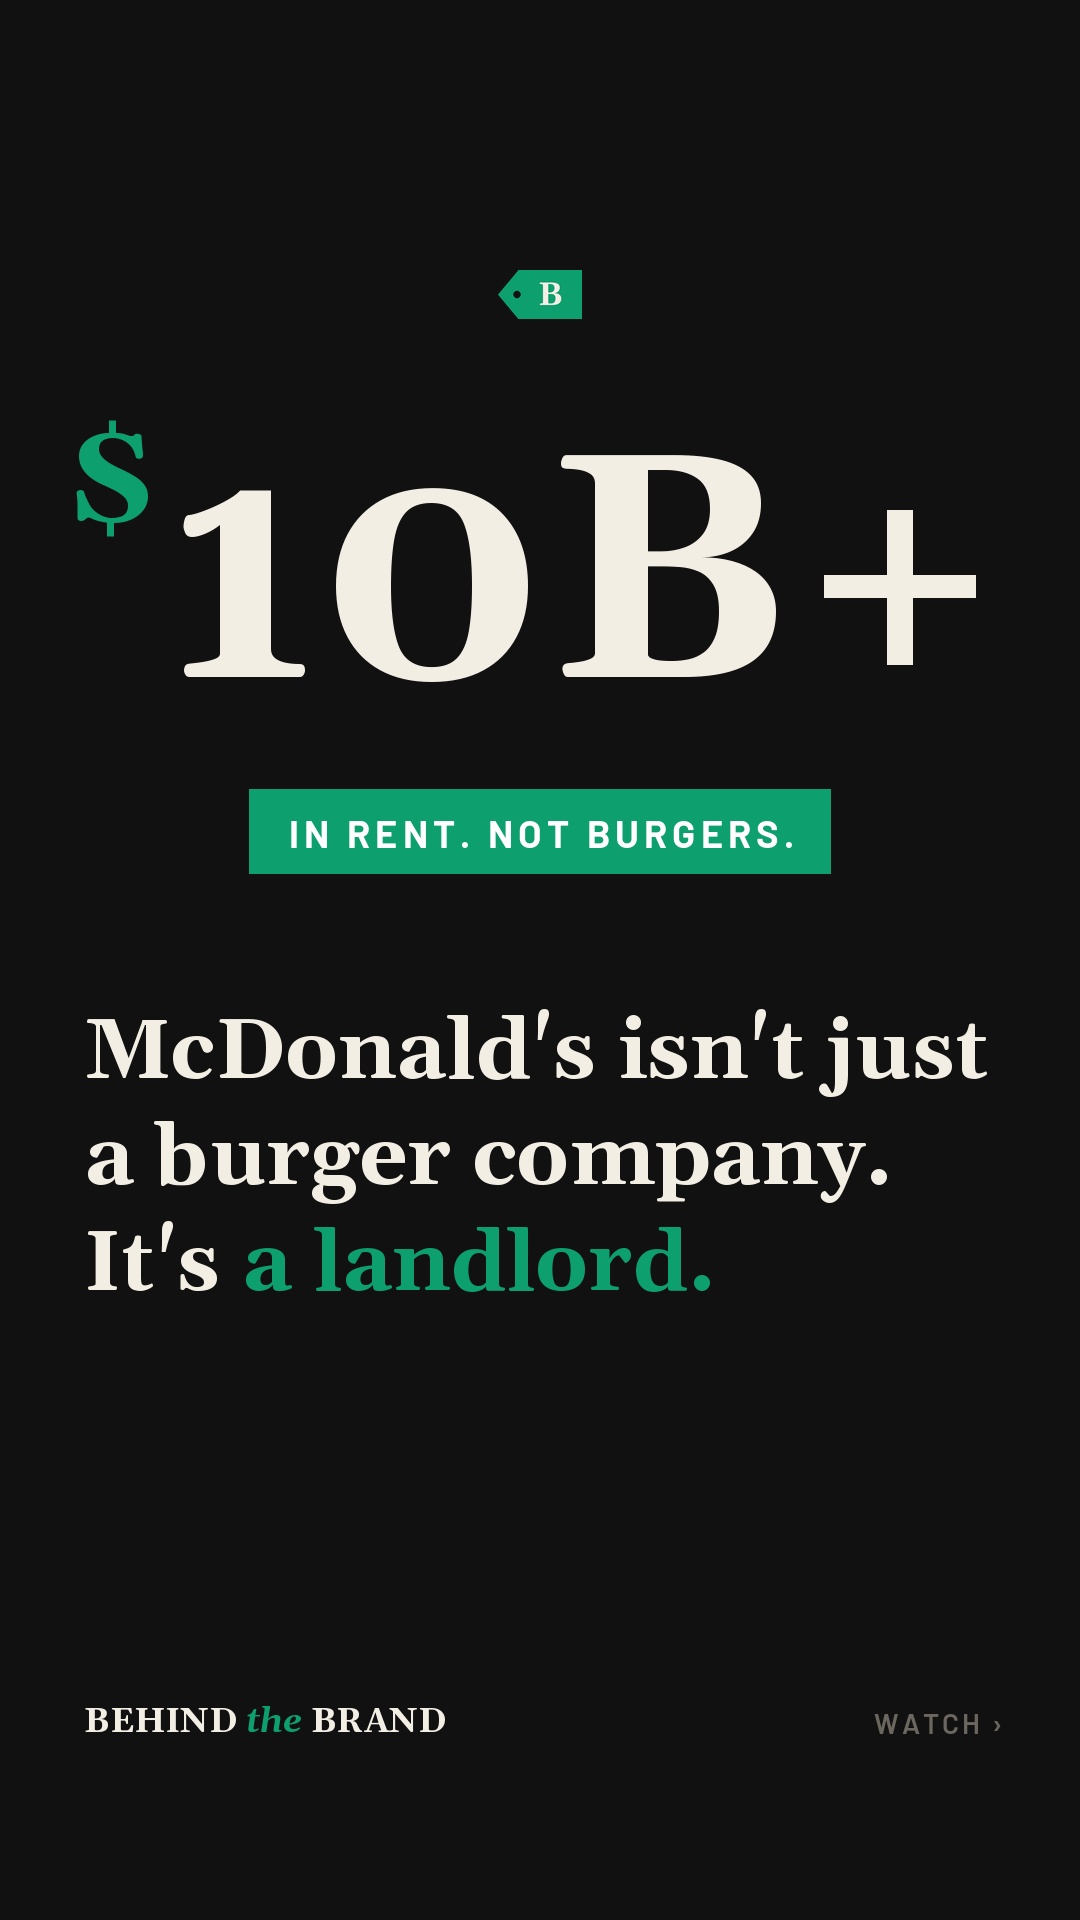 B
$10B+
IN RENT. NOT BURGERS.
McDonald's isn't just
a burger company.
It's a landlord.
BEHIND the BRAND
WATCH ›